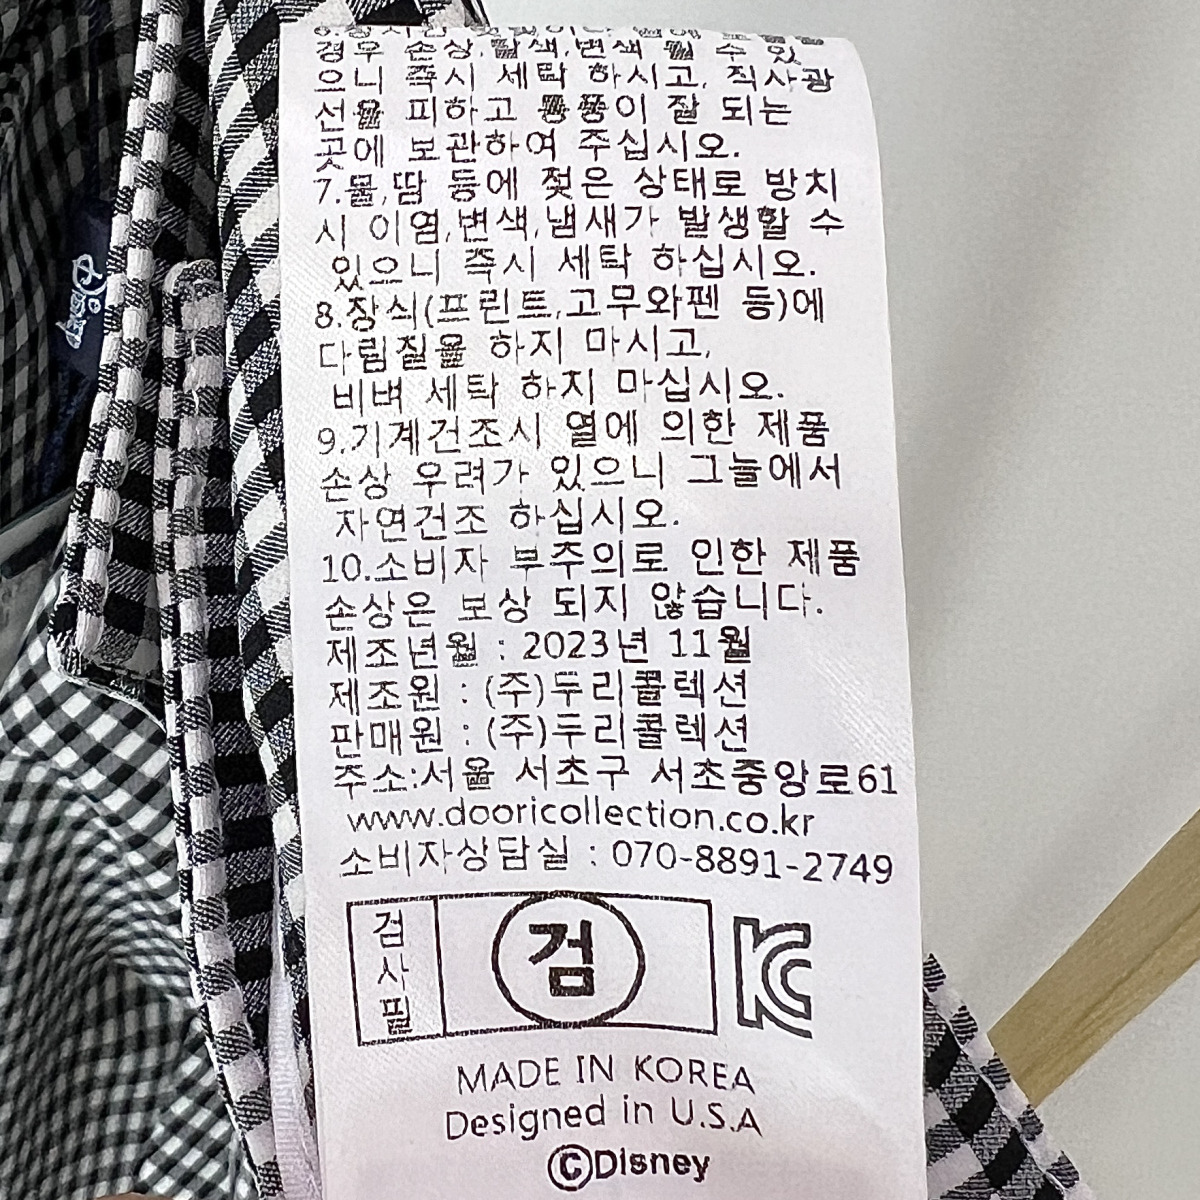 경우 손상,탈색,변색 될 수 있
으니 즉시 세탁 하시고, 직사광
선을 피하고 통풍이 잘 되는
곳에 보관하여 주십시오.
7.물,땀 등에 젖은 상태로 방치
시 이염,변색,냄새가 발생할 수
있으니 즉시 세탁 하십시오.
8.장식(프린트,고무와펜 등)에
다림질을 하지 마시고,
비벼 세탁 하지 마십시오.
9.기계건조시 열에 의한 제품
손상 우려가 있으니 그늘에서
자연건조 하십시오.
10.소비자 부주의로 인한 제품
손상은 보상 되지 않습니다.
제조년월 : 2023년 11월
제조원 : (주)두리콜렉션
판매원 : (주)두리콜렉션
주소:서울 서초구 서초중앙로61
www.dooricollection.co.kr
소비자상담실 : 070-8891-2749
검사필 검 KC
MADE IN KOREA
Designed in U.S.A
©Disney